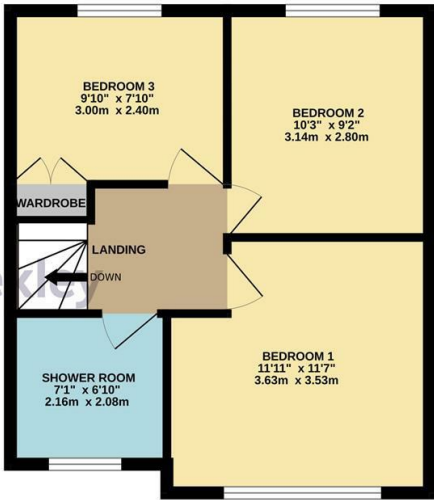 BEDROOM 3
9'10" x 7'10"
3.00m x 2.40m
BEDROOM 2
10'3" x 9'2"
3.14m x 2.80m
WARDROBE
LANDING
DOWN
BEDROOM 1
11'11" x 11'7"
3.63m x 3.53m
SHOWER ROOM
7'1" x 6'10"
2.16m x 2.08m